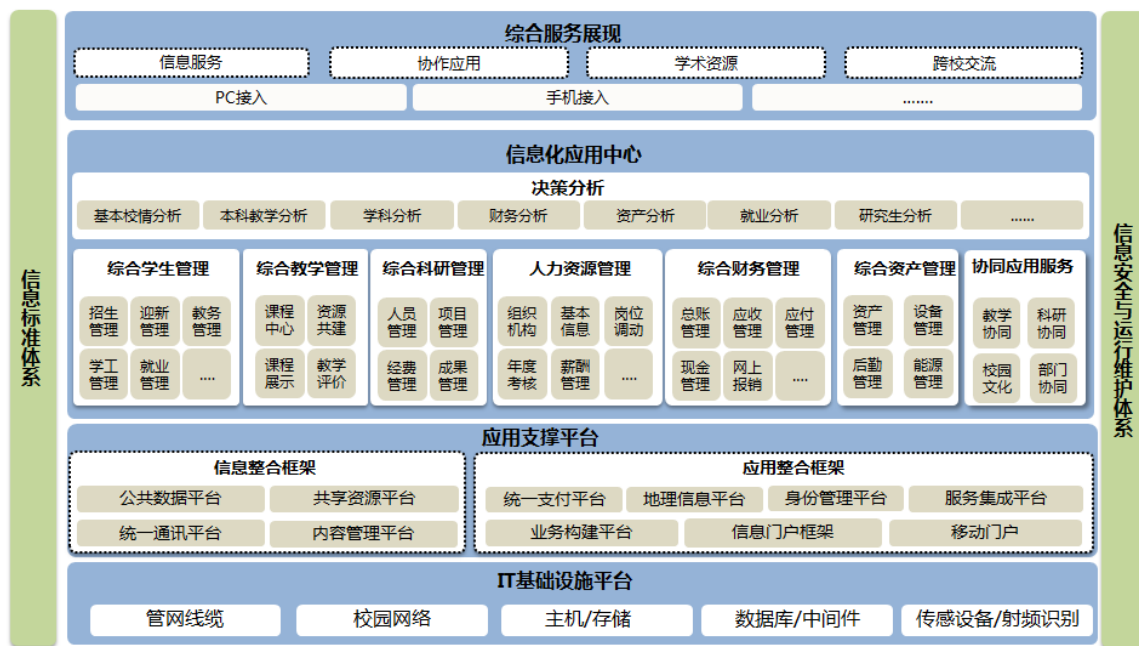 综合服务展现
信息服务 协作应用 学术资源 跨校交流
PC接入 手机接入 .......
信息化应用中心
决策分析
基本校情分析 本科教学分析 学科分析 财务分析 资产分析 就业分析 研究生分析 ......
综合学生管理
招生管理 迎新管理 教务管理
学工管理 就业管理 ....
综合教学管理
课程中心 资源共建
课程展示 教学评价
综合科研管理
人员管理 项目管理
经费管理 成果管理
人力资源管理
组织机构 基本信息 岗位调动
年度考核 薪酬管理 ....
综合财务管理
总账管理 应收管理 应付管理
现金管理 网上报销 ....
综合资产管理
资产管理 设备管理
后勤管理 能源管理
协同应用服务
教学协同 科研协同
校园文化 部门协同
应用支撑平台
信息整合框架
公共数据平台 共享资源平台
统一通讯平台 内容管理平台
应用整合框架
统一支付平台 地理信息平台 身份管理平台 服务集成平台
业务构建平台 信息门户框架 移动门户
IT基础设施平台
管网线缆 校园网络 主机/存储 数据库/中间件 传感设备/射频识别
信息标准体系
信息安全与运行维护体系